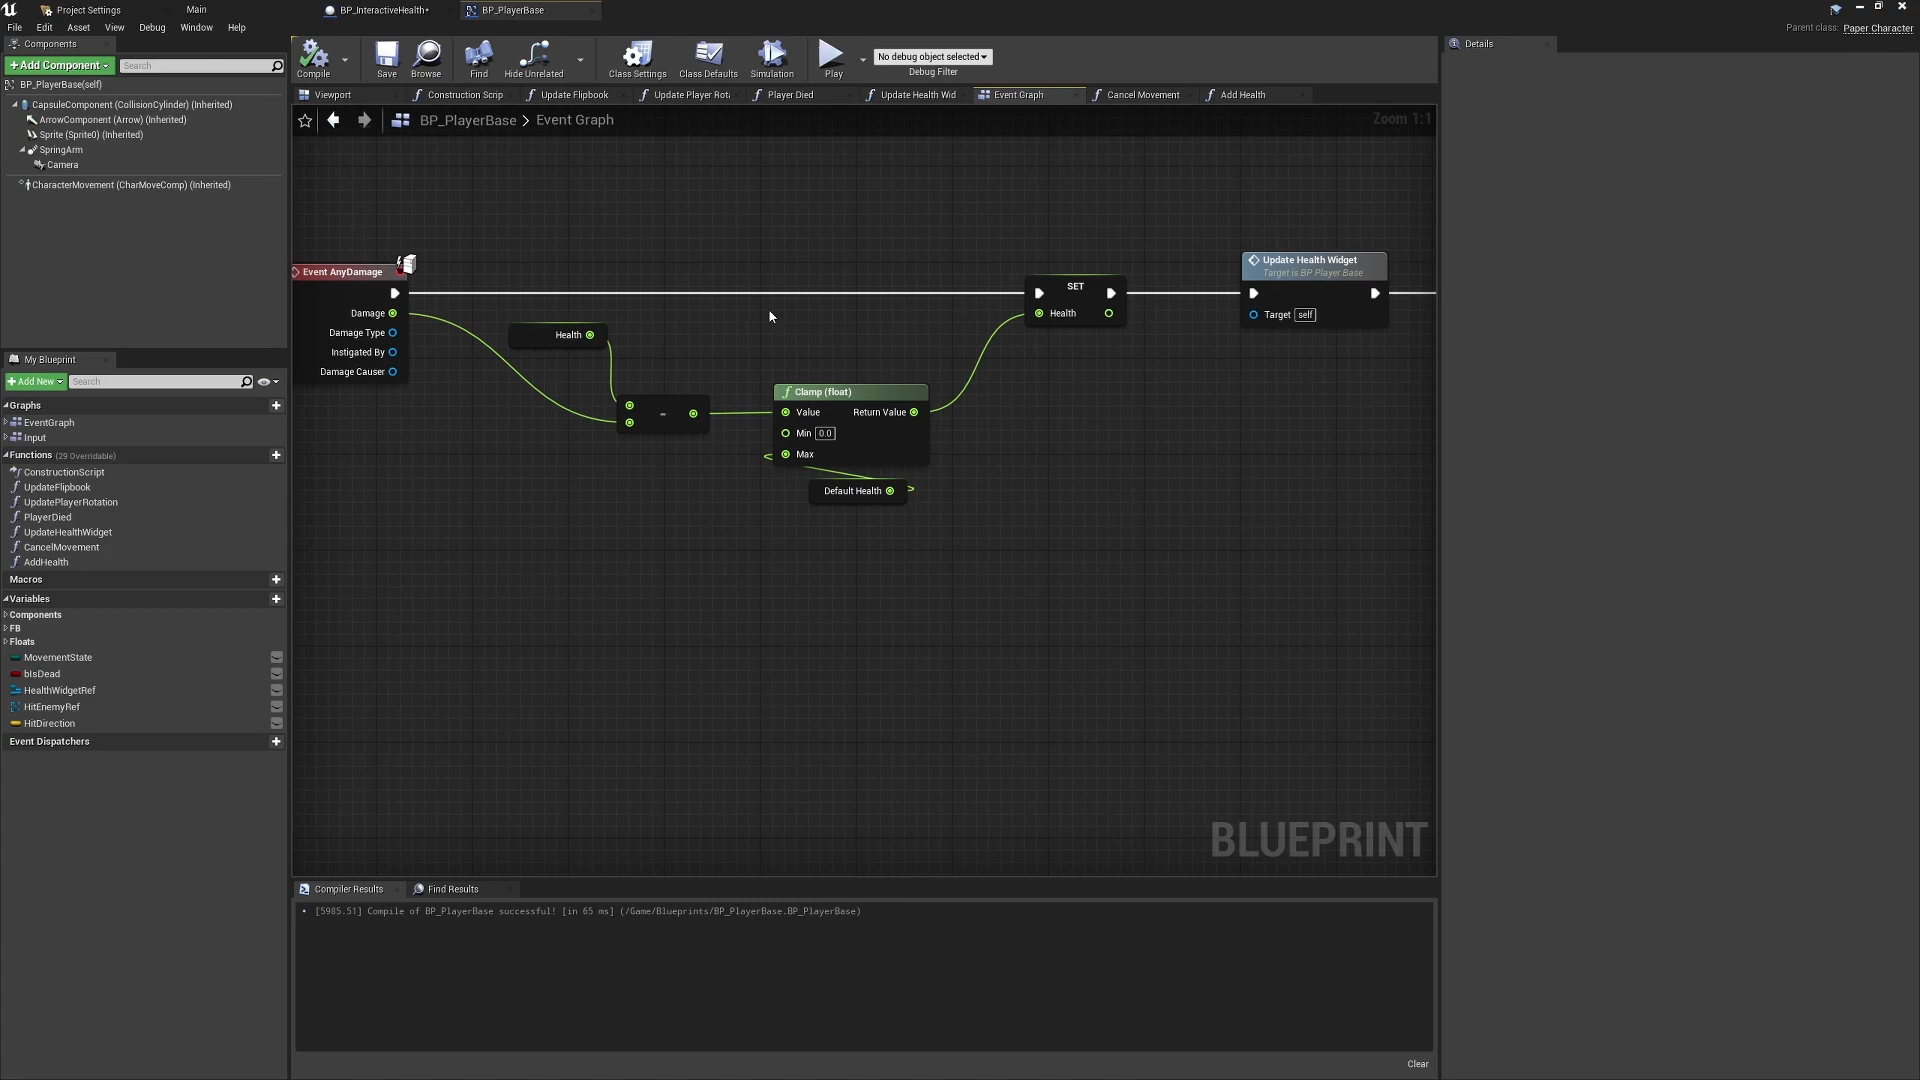 Project Settings
Main
BP_InteractiveHealth*
BP_PlayerBase
File Edit Asset View Window Debug Help
Parent class: Paper Character
Components
+Add Component
Search
BP_PlayerBase(self)
CapsuleComponent (CollisionCylinder) (Inherited)
ArrowComponent (Arrow) (Inherited)
Sprite (Sprite0) (Inherited)
SpringArm
Camera
CharacterMovement (CharMoveComp) (Inherited)
My Blueprint
+Add New
Search
Graphs
EventGraph
Input
Functions (29 Overridable)
ConstructionScript
UpdateFlipbook
UpdatePlayerRotation
PlayerDied
UpdateHealthWidget
CancelMovement
AddHealth
Macros
Variables
Components
FB
Floats
MovementState
bIsDead
HealthWidgetRef
HitEnemyRef
HitDirection
Event Dispatchers
Compile
Save
Browse
Find
Hide Unrelated
Class Settings
Class Defaults
Simulation
Play
No debug object selected
Debug Filter
Viewport
Construction Scrip
Update Flipbook
Update Player Rot
Player Died
Update Health Wid
Event Graph
Cancel Movement
Add Health
BP_PlayerBase > Event Graph
Zoom 1:1
Event AnyDamage
Damage
Damage Type
Instigated By
Damage Causer
Health
-
Clamp (float)
Value Return Value
Min 0.0
Max
Default Health
SET
Health
Update Health Widget
Target is BP Player Base
Target self
BLUEPRINT
Compiler Results
Find Results
[5985.51] Compile of BP_PlayerBase successful! [in 65 ms] (/Game/Blueprints/BP_PlayerBase.BP_PlayerBase)
Clear
Details